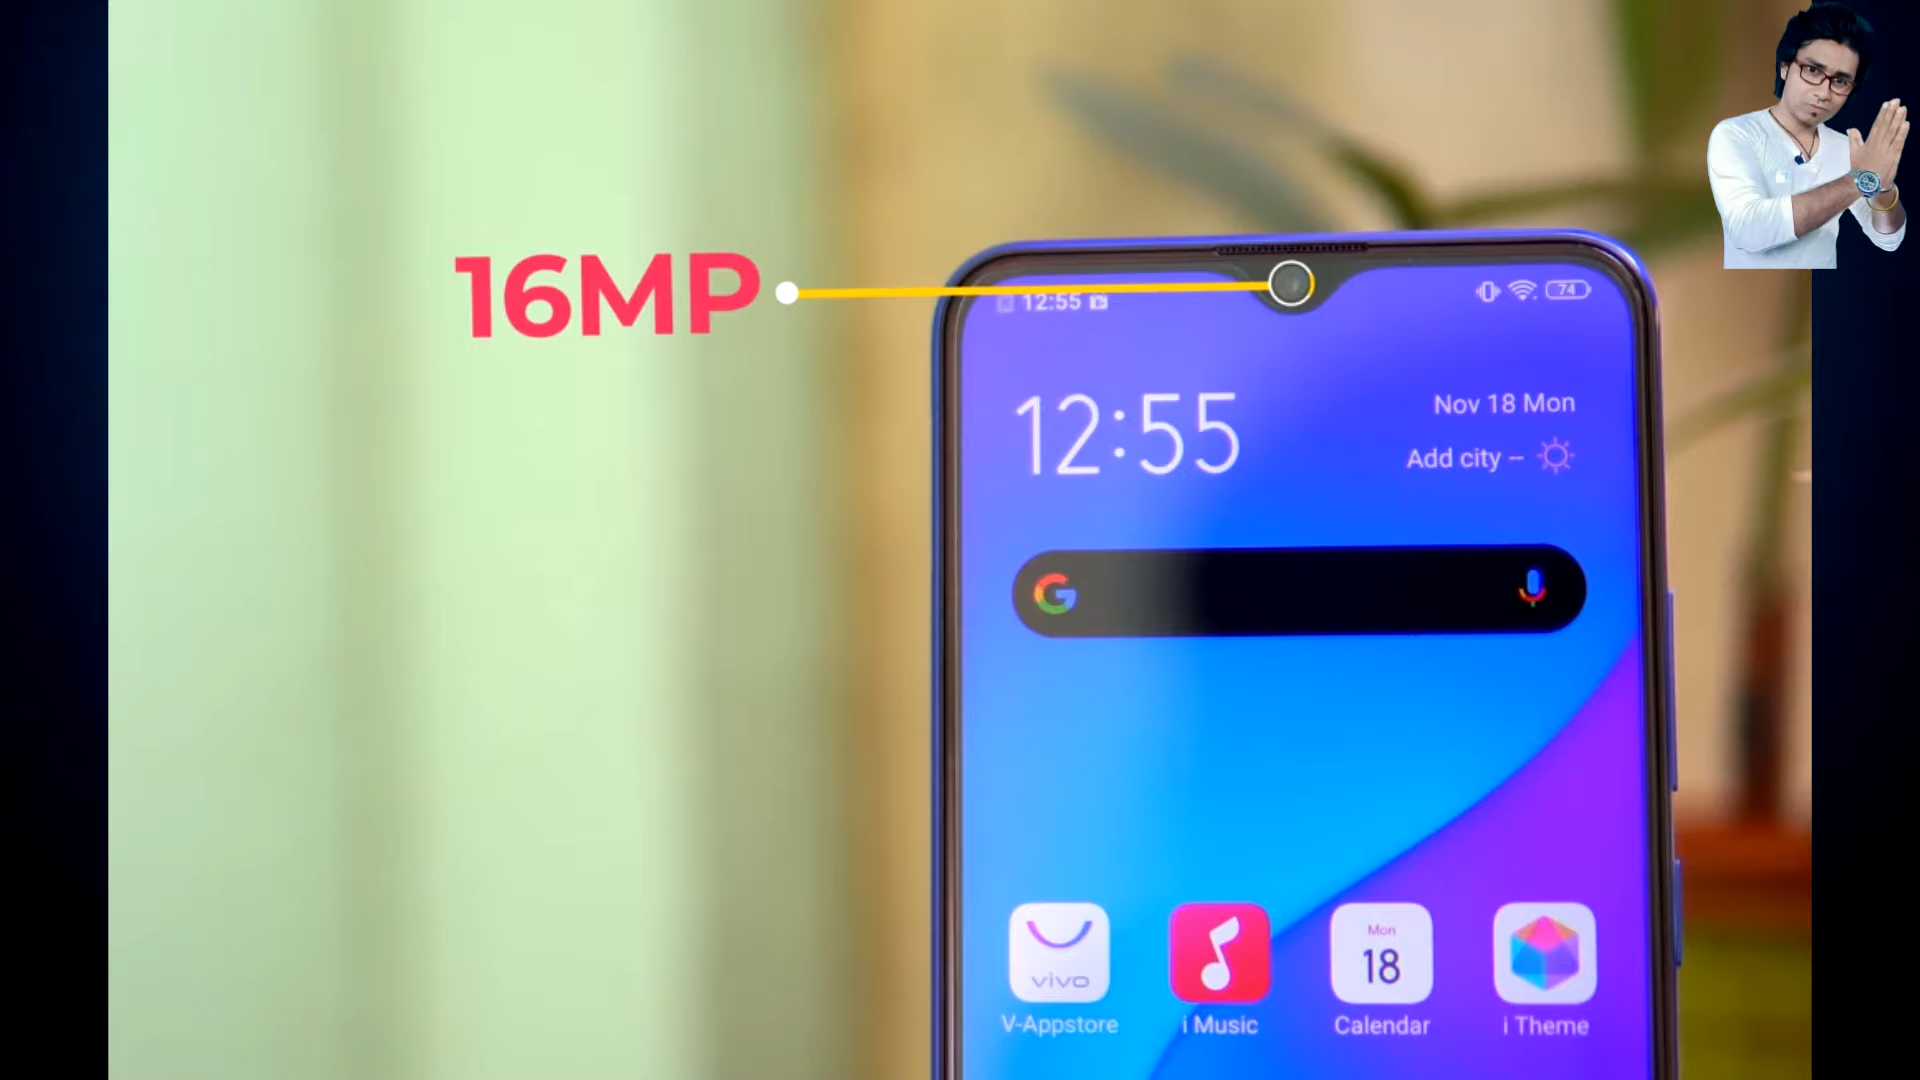 16MP
12:55
74
12:55
Nov 18 Mon
Add city –
G
vivo
Mon
18
V-Appstore
i Music
Calendar
i Theme